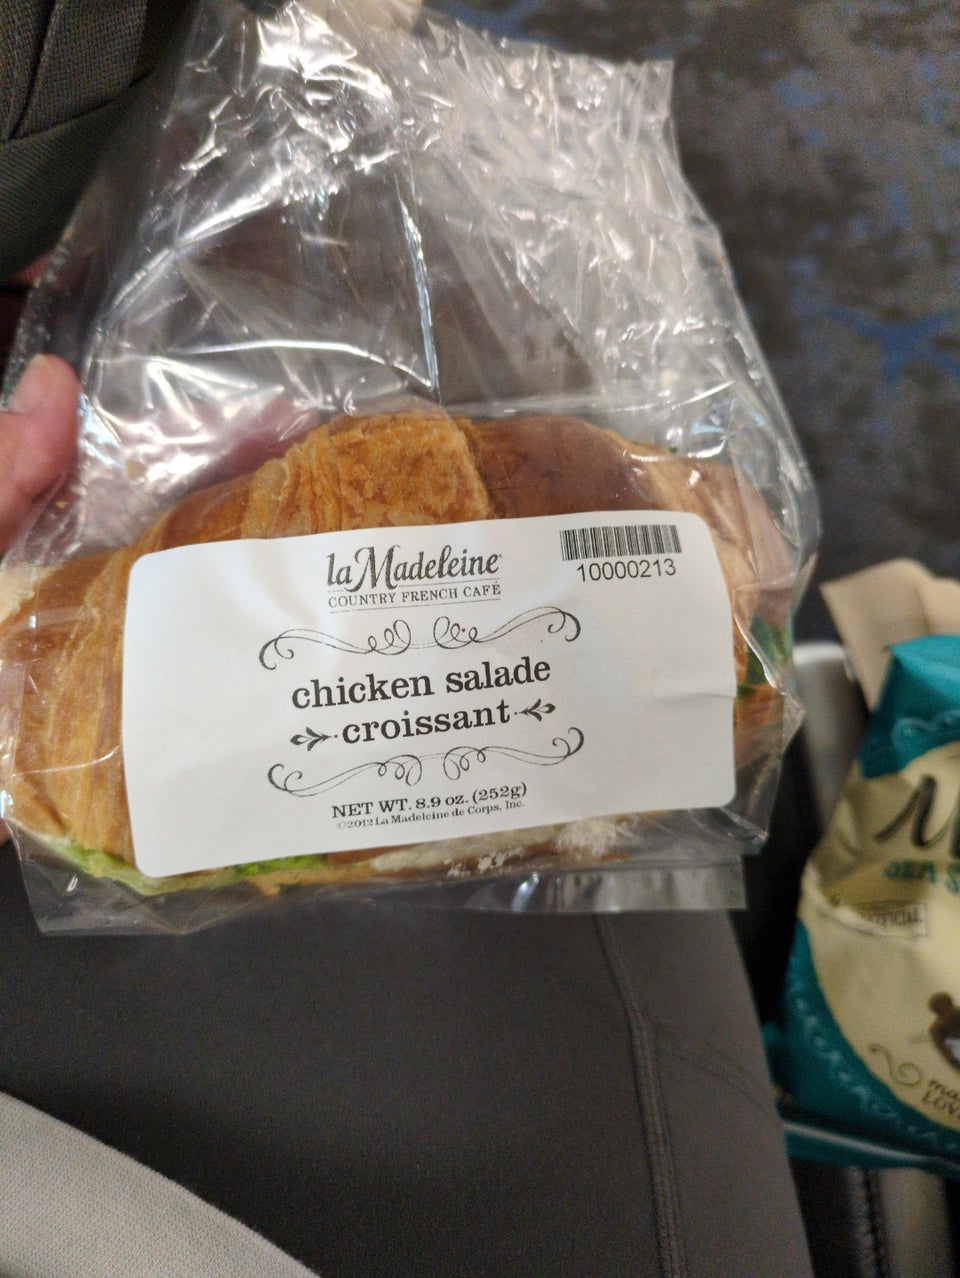 la Madeleine
COUNTRY FRENCH CAFÉ
10000213
chicken salade
croissant
NET WT. 8.9 oz. (252g)
©2012 La Madeleine de Corps, Inc.